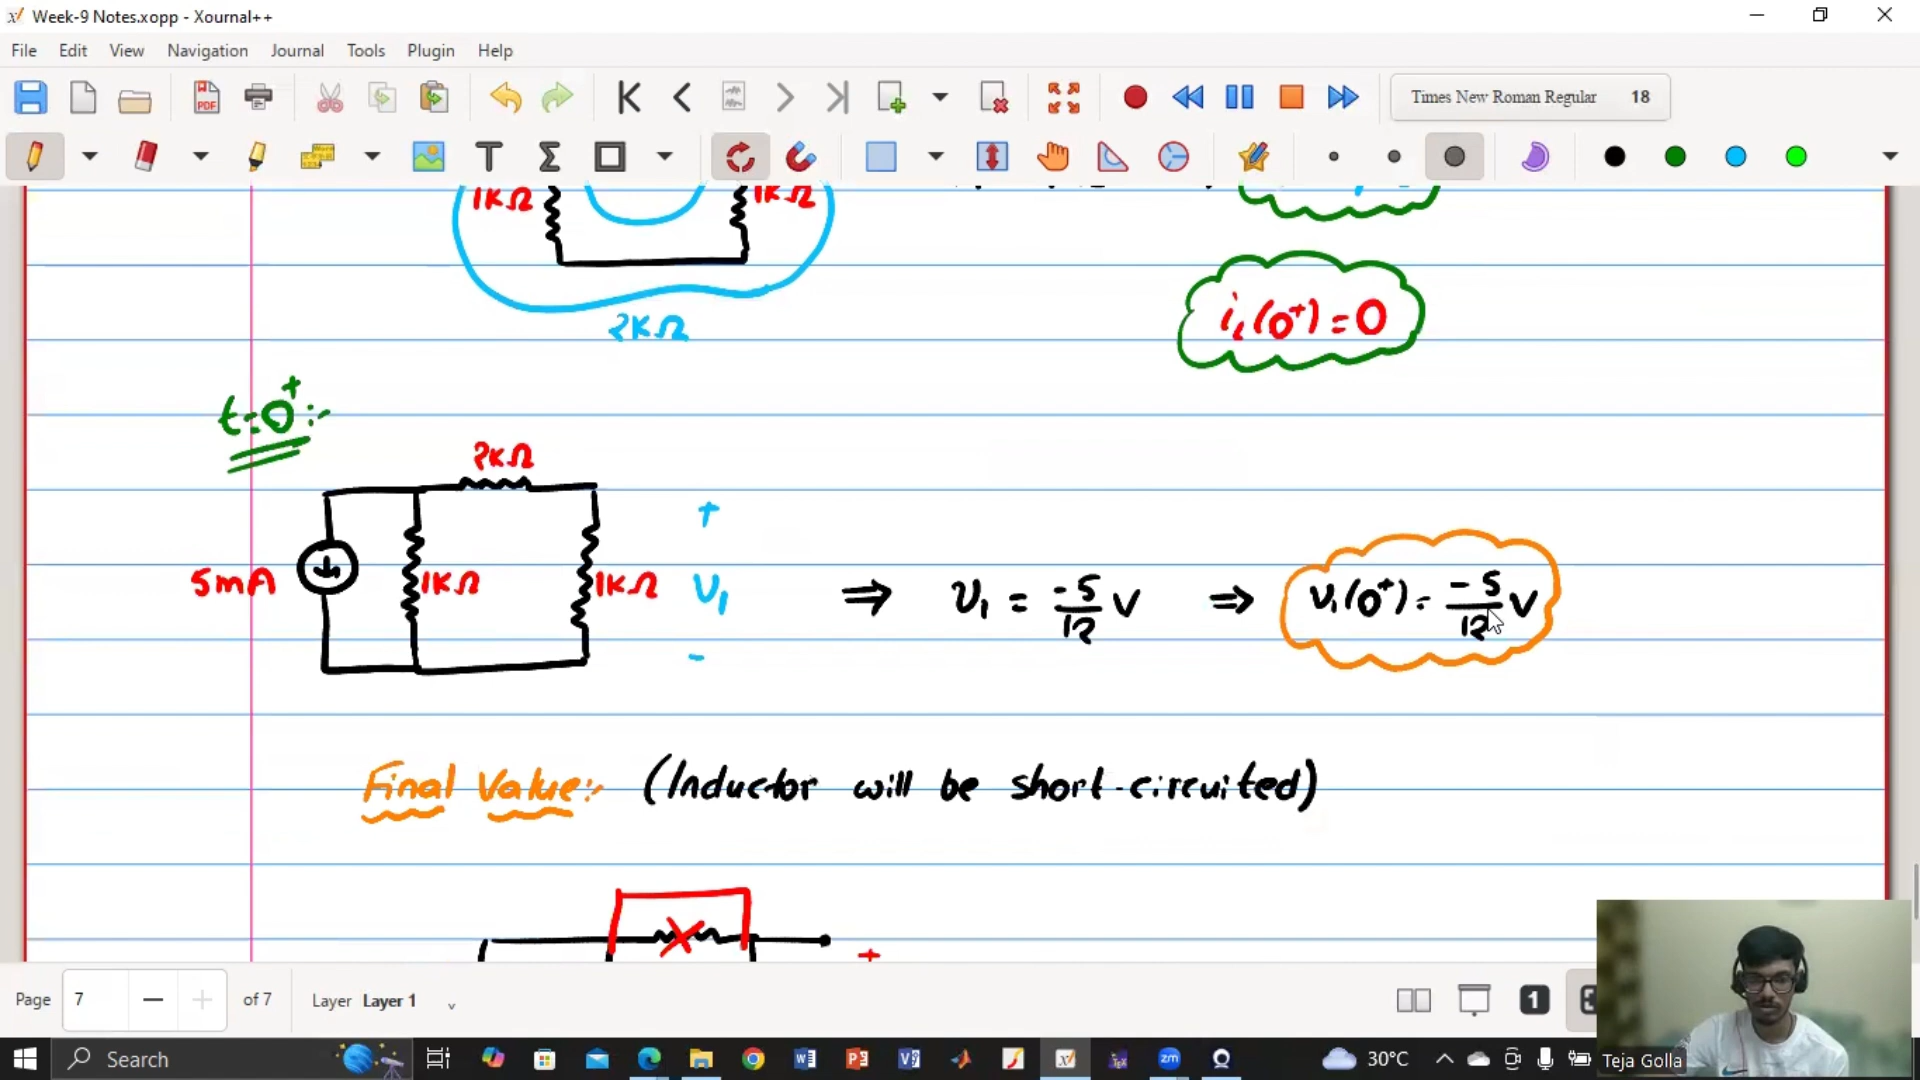 Week-9 Notes.xopp - Xournal++
File Edit View Navigation Journal Tools Plugin Help
Times New Roman Regular 18
1KΩ 1KΩ
2KΩ
i_L(0⁺) = 0
t=0⁺:-
2KΩ
5mA 1KΩ 1KΩ
+
V₁
-
⇒ V₁ = -5/12 V ⇒ V₁(0⁺) = -5/12 V
Final Value:- (Inductor will be short-circuited)
+
Page 7 of 7 Layer Layer 1
1
Search
30°C
Teja Golla